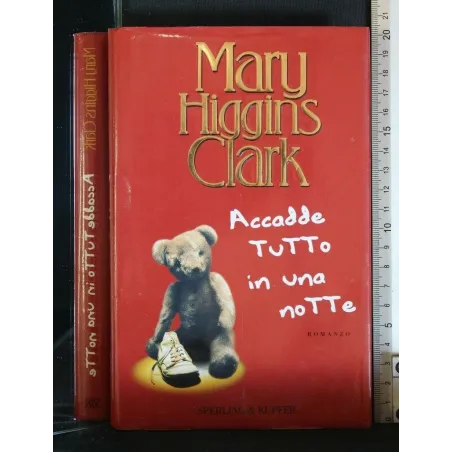 Mary
Higgins
Clark
Accadde
TuTTo
in una
noTTe
ROMANZO
SPERLING & KUPFER
Mary Higgins Clark
Accadde TuTTo in una noTTe